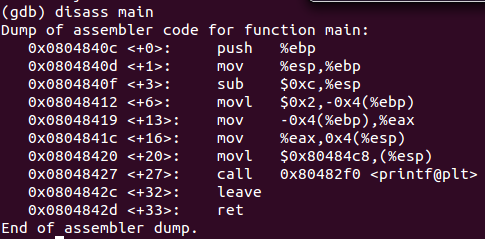 (gdb) disass main
Dump of assembler code for function main:
   0x0804840c <+0>:     push   %ebp
   0x0804840d <+1>:     mov    %esp,%ebp
   0x0804840f <+3>:     sub    $0xc,%esp
   0x08048412 <+6>:     movl   $0x2,-0x4(%ebp)
   0x08048419 <+13>:    mov    -0x4(%ebp),%eax
   0x0804841c <+16>:    mov    %eax,0x4(%esp)
   0x08048420 <+20>:    movl   $0x80484c8,(%esp)
   0x08048427 <+27>:    call   0x80482f0 <printf@plt>
   0x0804842c <+32>:    leave
   0x0804842d <+33>:    ret
End of assembler dump.